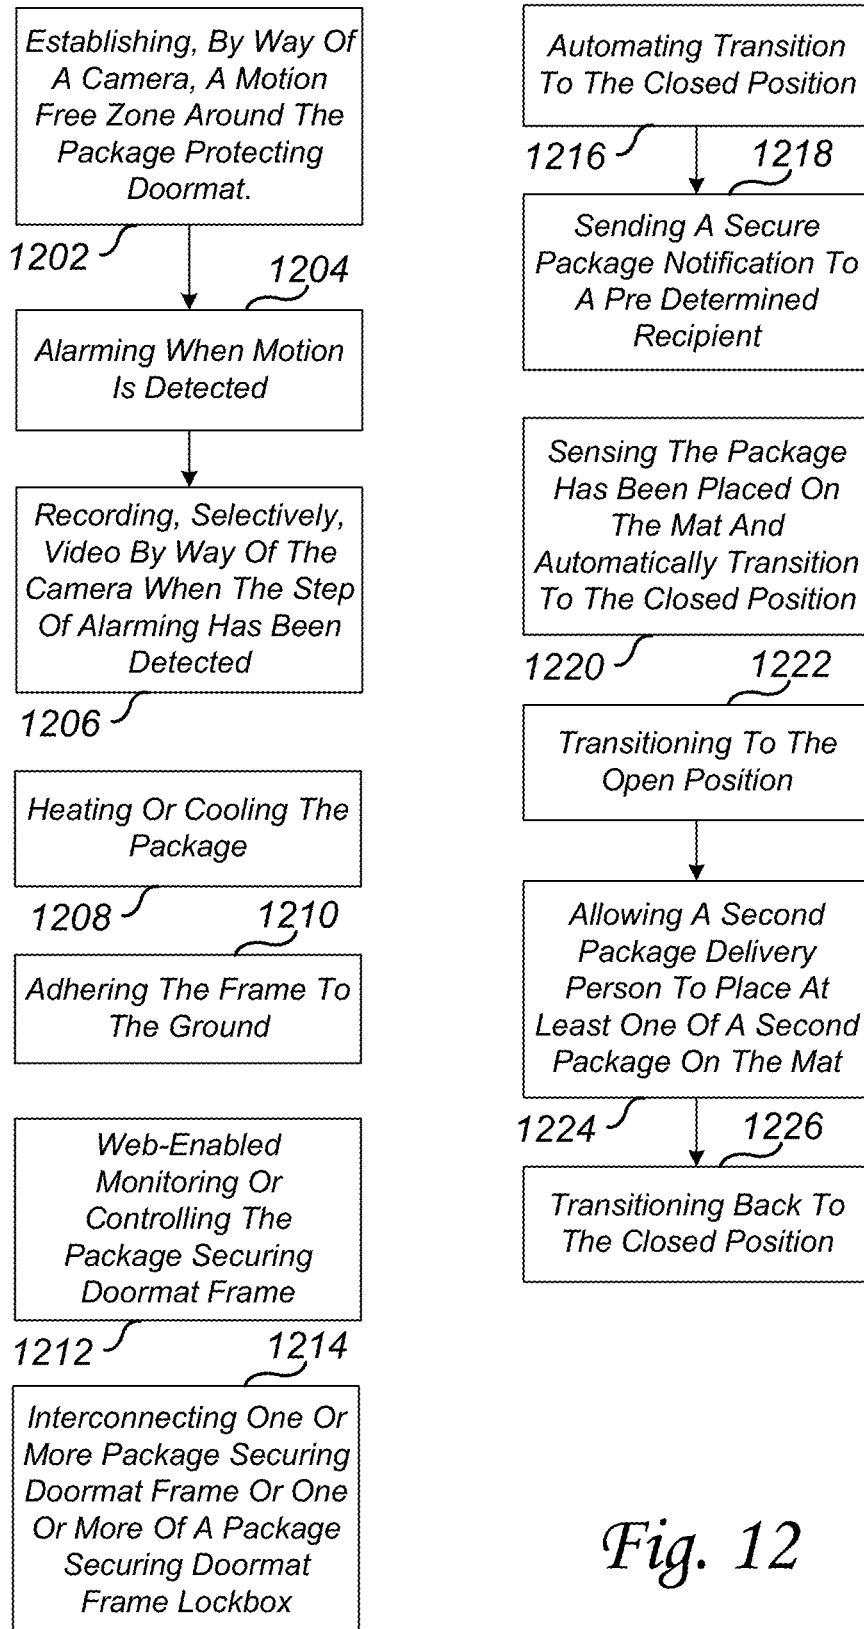 Establishing, By Way Of
A Camera, A Motion
Free Zone Around The
Package Protecting
Doormat.
1202
1204
Alarming When Motion
Is Detected
Recording, Selectively,
Video By Way Of The
Camera When The Step
Of Alarming Has Been
Detected
1206
Heating Or Cooling The
Package
1208
1210
Adhering The Frame To
The Ground
Web-Enabled
Monitoring Or
Controlling The
Package Securing
Doormat Frame
1212
1214
Interconnecting One Or
More Package Securing
Doormat Frame Or One
Or More Of A Package
Securing Doormat
Frame Lockbox
Automating Transition
To The Closed Position
1216
1218
Sending A Secure
Package Notification To
A Pre Determined
Recipient
Sensing The Package
Has Been Placed On
The Mat And
Automatically Transition
To The Closed Position
1220
1222
Transitioning To The
Open Position
Allowing A Second
Package Delivery
Person To Place At
Least One Of A Second
Package On The Mat
1224
1226
Transitioning Back To
The Closed Position
Fig. 12